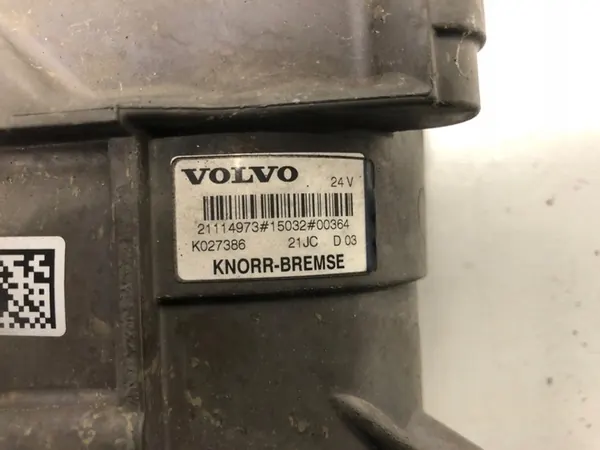 VOLVO 24 V
21114973#15032#00364
K027386 21JC D 03
KNORR-BREMSE